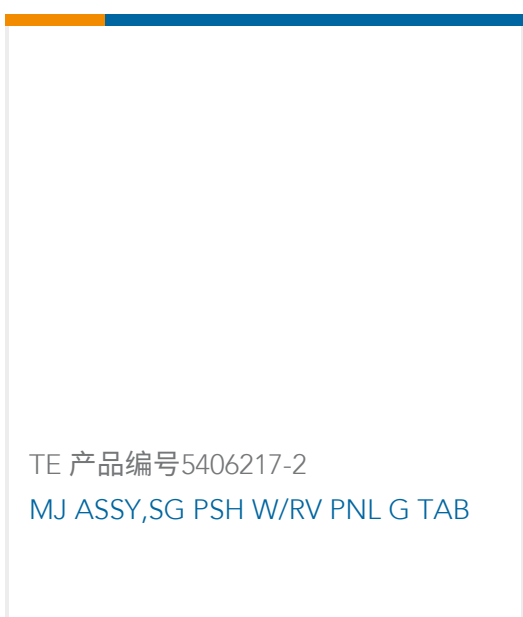 TE 产品编号5406217-2
MJ ASSY,SG PSH W/RV PNL G TAB